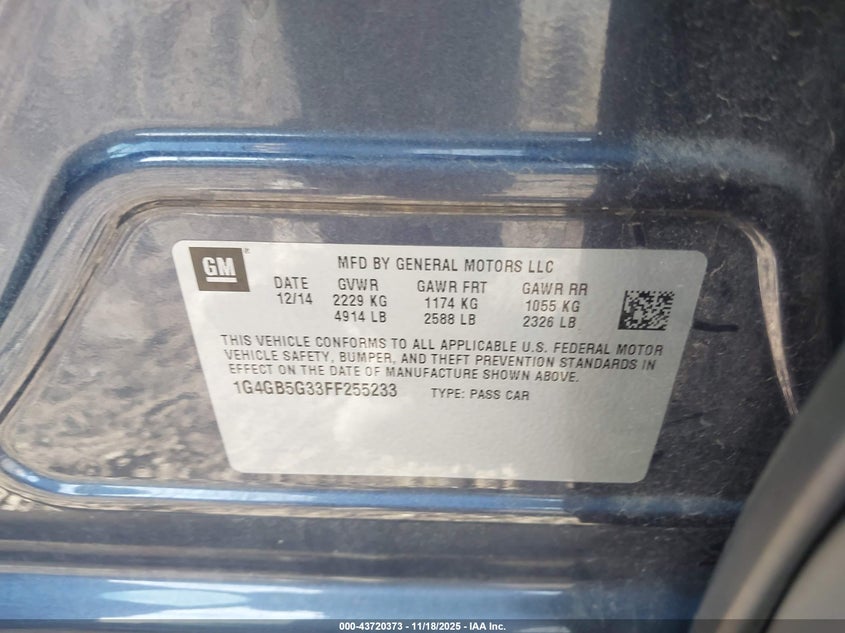 GM
MFD BY GENERAL MOTORS LLC
DATE GVWR GAWR FRT GAWR RR
12/14 2229 KG 1174 KG 1055 KG
4914 LB 2588 LB 2326 LB
THIS VEHICLE CONFORMS TO ALL APPLICABLE U.S. FEDERAL MOTOR
VEHICLE SAFETY, BUMPER, AND THEFT PREVENTION STANDARDS IN
EFFECT ON THE DATE OF MANUFACTURE SHOWN ABOVE.
1G4GB5G33FF255233 TYPE: PASS CAR
000-43720373 - 11/18/2025 - IAA Inc.